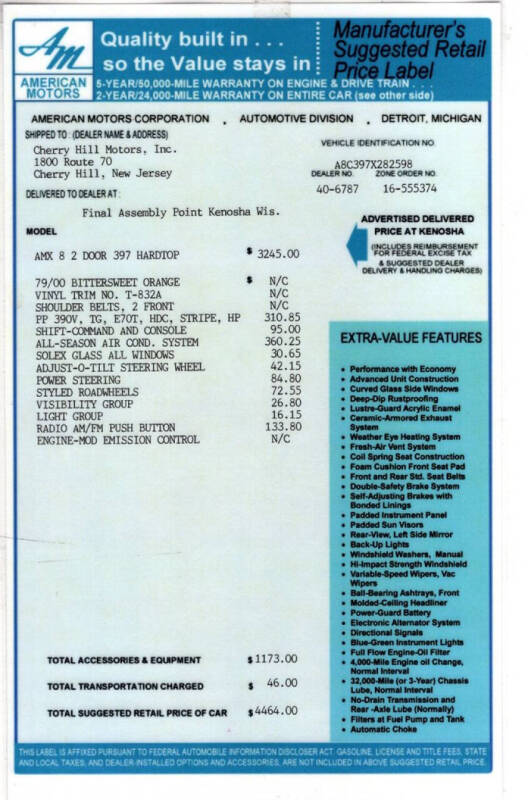 AM
AMERICAN
MOTORS
Quality built in . . .
so the Value stays in
5-YEAR/50,000-MILE WARRANTY ON ENGINE & DRIVE TRAIN . . .
2-YEAR/24,000-MILE WARRANTY ON ENTIRE CAR (see other side)
Manufacturer's
Suggested Retail
Price Label
AMERICAN MOTORS CORPORATION . AUTOMOTIVE DIVISION . DETROIT, MICHIGAN
SHIPPED TO : (DEALER NAME & ADDRESS)
Cherry Hill Motors, Inc.
1800 Route 70
Cherry Hill, New Jersey
VEHICLE IDENTIFICATION NO.
A8C397X282598
DEALER NO. ZONE ORDER NO.
40-6787 16-555374
DELIVERED TO DEALER AT :
Final Assembly Point Kenosha Wis.
MODEL
AMX 8 2 DOOR 397 HARDTOP $ 3245.00
ADVERTISED DELIVERED
PRICE AT KENOSHA
(INCLUDES REIMBURSEMENT
FOR FEDERAL EXCISE TAX
& SUGGESTED DEALER
DELIVERY & HANDLING CHARGES)
79/00 BITTERSWEET ORANGE $ N/C
VINYL TRIM NO. T-832A N/C
SHOULDER BELTS, 2 FRONT N/C
PP 390V, TG, E70T, HDC, STRIPE, HP 310.85
SHIFT-COMMAND AND CONSOLE 95.00
ALL-SEASON AIR COND. SYSTEM 360.25
SOLEX GLASS ALL WINDOWS 30.65
ADJUST-O-TILT STEERING WHEEL 42.15
POWER STEERING 84.80
STYLED ROADWHEELS 72.55
VISIBILITY GROUP 26.80
LIGHT GROUP 16.15
RADIO AM/FM PUSH BUTTON 133.80
ENGINE-MOD EMISSION CONTROL N/C
EXTRA-VALUE FEATURES
• Performance with Economy
• Advanced Unit Construction
• Curved Glass Side Windows
• Deep-Dip Rustproofing
• Lustre-Guard Acrylic Enamel
• Ceramic-Armored Exhaust
System
• Weather Eye Heating System
• Fresh-Air Vent System
• Coil Spring Seat Construction
• Foam Cushion Front Seat Pad
• Front and Rear Std. Seat Belts
• Double-Safety Brake System
• Self-Adjusting Brakes with
Bonded Linings
• Padded Instrument Panel
• Padded Sun Visors
• Rear-View, Left Side Mirror
• Back-Up Lights
• Windshield Washers, Manual
• Hi-Impact Strength Windshield
• Variable-Speed Wipers, Vac
Wipers
• Ball-Bearing Ashtrays, Front
• Molded-Ceiling Headliner
• Power-Guard Battery
• Electronic Alternator System
• Directional Signals
• Blue-Green Instrument Lights
• Full Flow Engine-Oil Filter
• 4,000-Mile Engine oil Change,
Normal Interval
• 32,000-Mile (or 3-Year) Chassis
Lube, Normal Interval
• No-Drain Transmission and
Rear -Axle Lube (Normally)
• Filters at Fuel Pump and Tank
• Automatic Choke
TOTAL ACCESSORIES & EQUIPMENT $1173.00
TOTAL TRANSPORTATION CHARGED $ 46.00
TOTAL SUGGESTED RETAIL PRICE OF CAR $4464.00
THIS LABEL IS AFFIXED PURSUANT TO FEDERAL AUTOMOBILE INFORMATION DISCLOSER ACT. GASOLINE, LICENSE AND TITLE FEES, STATE
AND LOCAL TAXES, AND DEALER-INSTALLED OPTIONS AND ACCESSORIES, ARE NOT INCLUDED IN ABOVE SUGGESTED RETAIL PRICE.